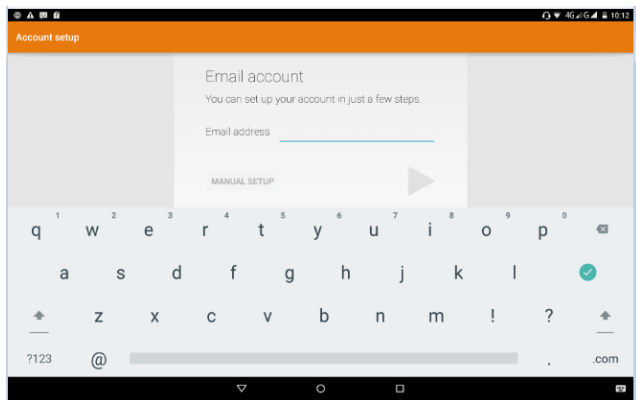 4G G 10:12
Account setup
Email account
You can set up your account in just a few steps.
Email address
MANUAL SETUP
1 2 3 4 5 6 7 8 9 0
q w e r t y u i o p
a s d f g h j k l
z x c v b n m ! ?
?123 @ . .com